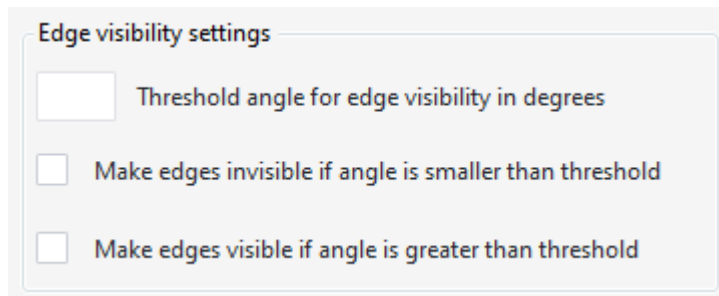 Edge visibility settings
Threshold angle for edge visibility in degrees
Make edges invisible if angle is smaller than threshold
Make edges visible if angle is greater than threshold